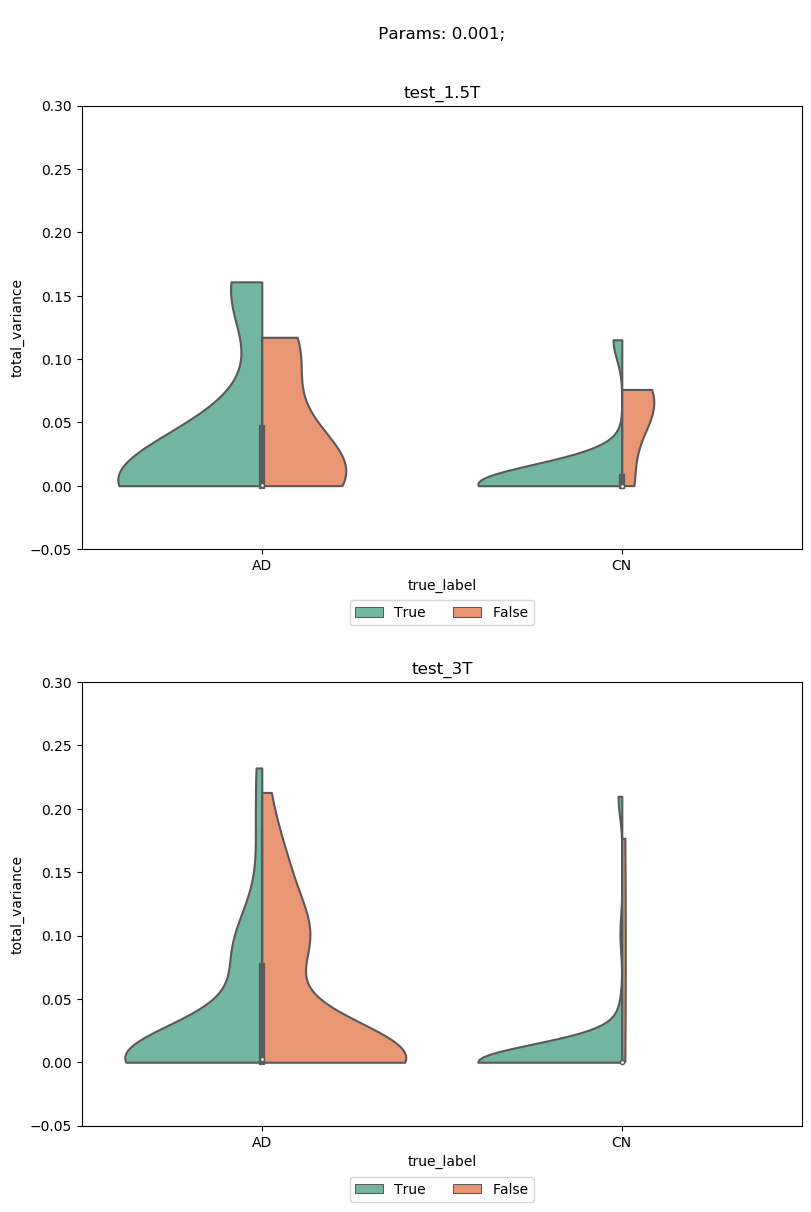 Params: 0.001;
test_1.5T
0.30
0.25
0.20
0.15
0.10
0.05
0.00
−0.05
total_variance
AD CN
true_label
True False
test_3T
0.30
0.25
0.20
0.15
0.10
0.05
0.00
−0.05
total_variance
AD CN
true_label
True False